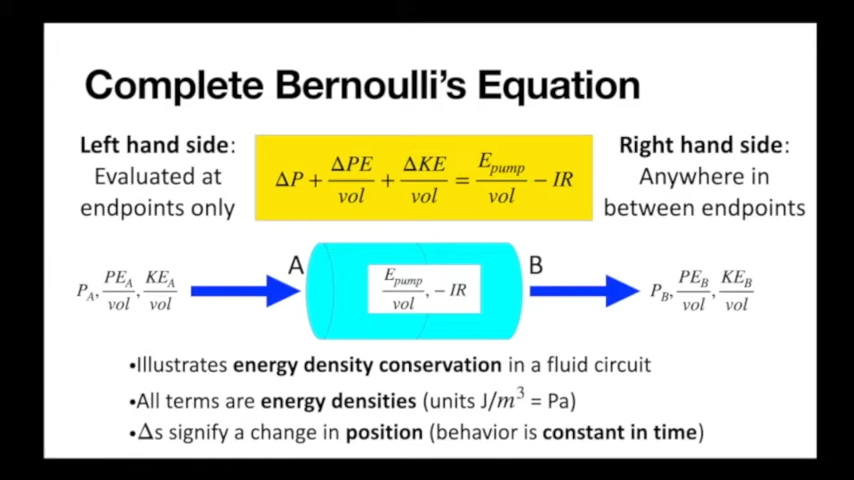 Complete Bernoulli's Equation
Left hand side:
Evaluated at
endpoints only
ΔP + ΔPE/vol + ΔKE/vol = E_pump/vol − IR
Right hand side:
Anywhere in
between endpoints
P_A, PE_A/vol, KE_A/vol
A
E_pump/vol, − IR
B
P_B, PE_B/vol, KE_B/vol
•Illustrates energy density conservation in a fluid circuit
•All terms are energy densities (units J/m³ = Pa)
•Δs signify a change in position (behavior is constant in time)